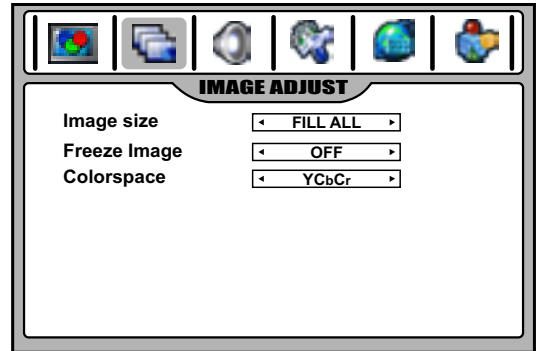 IMAGE ADJUST
Image size FILL ALL
Freeze Image OFF
Colorspace YCbCr